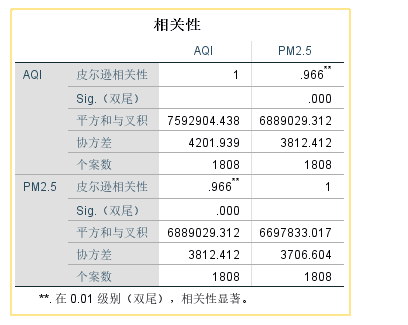 相关性
AQI PM2.5
AQI 皮尔逊相关性 1 .966**
Sig.（双尾） .000
平方和与叉积 7592904.438 6889029.312
协方差 4201.939 3812.412
个案数 1808 1808
PM2.5 皮尔逊相关性 .966** 1
Sig.（双尾） .000
平方和与叉积 6889029.312 6697833.017
协方差 3812.412 3706.604
个案数 1808 1808
**. 在 0.01 级别（双尾），相关性显著。